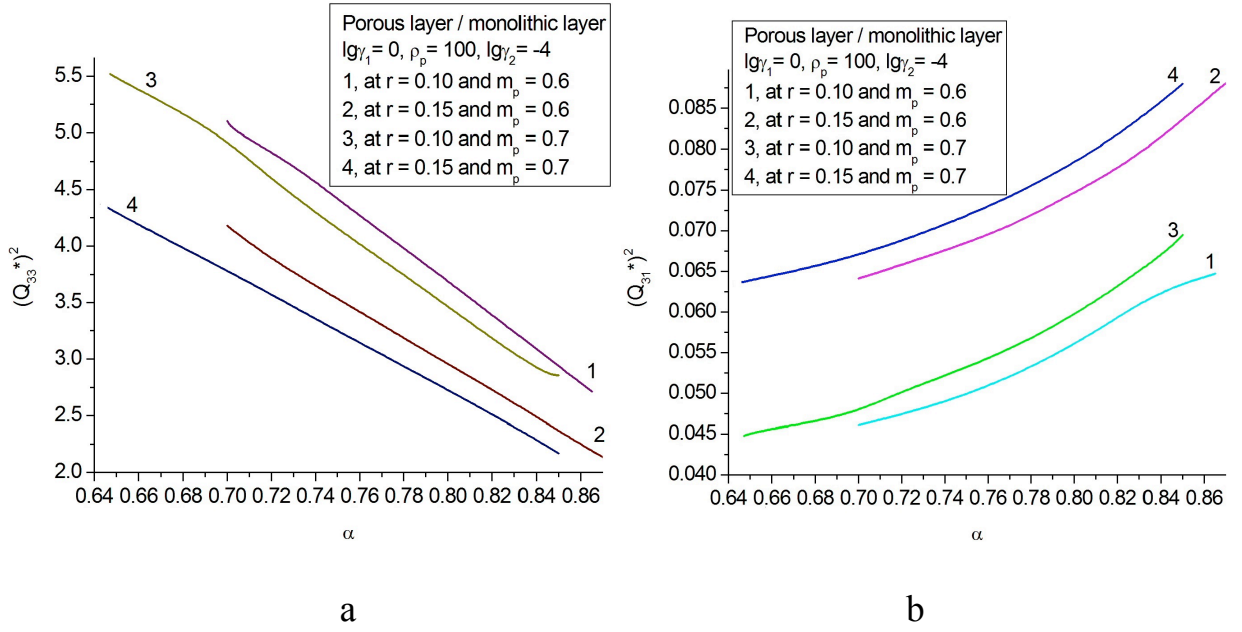 Porous layer / monolithic layer
lgγ₁= 0, ρₚ= 100, lgγ₂= -4
1, at r = 0.10 and mₚ = 0.6
2, at r = 0.15 and mₚ = 0.6
3, at r = 0.10 and mₚ = 0.7
4, at r = 0.15 and mₚ = 0.7
5.5
5.0
4.5
4.0
3.5
3.0
2.5
2.0
(Q₃₃*)²
3
4
1
2
0.64 0.66 0.68 0.70 0.72 0.74 0.76 0.78 0.80 0.82 0.84 0.86
α
a
Porous layer / monolithic layer
lgγ₁= 0, ρₚ= 100, lgγ₂= -4
1, at r = 0.10 and mₚ = 0.6
2, at r = 0.15 and mₚ = 0.6
3, at r = 0.10 and mₚ = 0.7
4, at r = 0.15 and mₚ = 0.7
0.085
0.080
0.075
0.070
0.065
0.060
0.055
0.050
0.045
0.040
(Q₃₁*)²
4
2
3
1
0.64 0.66 0.68 0.70 0.72 0.74 0.76 0.78 0.80 0.82 0.84 0.86
α
b